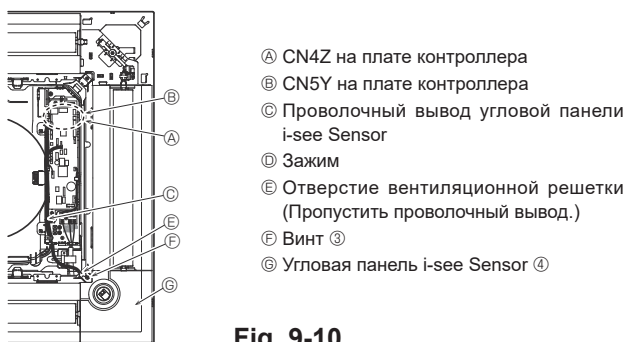 Ⓐ CN4Z на плате контроллера
Ⓑ CN5Y на плате контроллера
Ⓒ Проволочный вывод угловой панели
i-see Sensor
Ⓓ Зажим
Ⓔ Отверстие вентиляционной решетки
(Пропустить проволочный вывод.)
Ⓕ Винт ③
Ⓖ Угловая панель i-see Sensor ④
Ⓑ
Ⓐ
Ⓒ
Ⓔ
Ⓕ
Ⓖ
Fig. 9-10